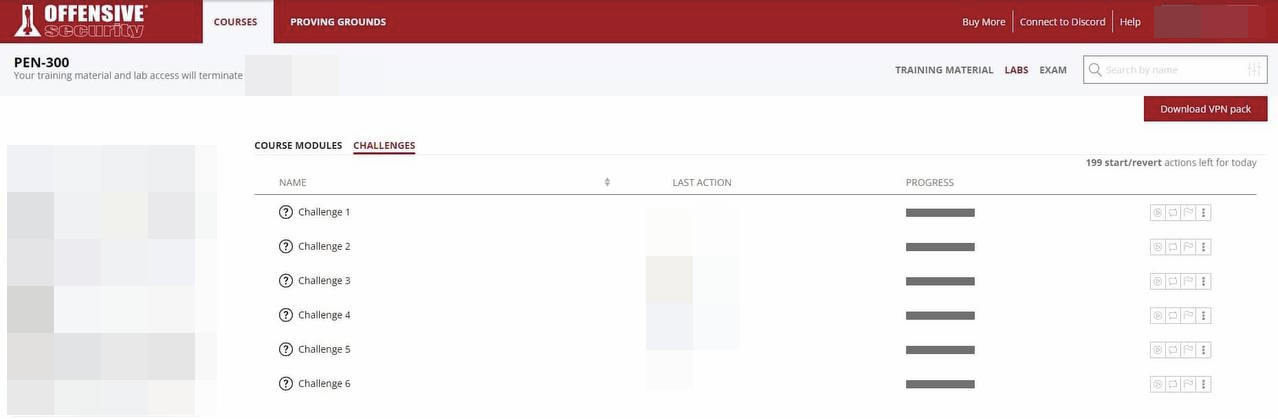 OFFENSIVE security COURSES PROVING GROUNDS Buy More Connect to Discord Help
PEN-300
Your training material and lab access will terminate
TRAINING MATERIAL LABS EXAM Search by name
Download VPN pack
COURSE MODULES CHALLENGES
199 start/revert actions left for today
NAME LAST ACTION PROGRESS
Challenge 1
Challenge 2
Challenge 3
Challenge 4
Challenge 5
Challenge 6